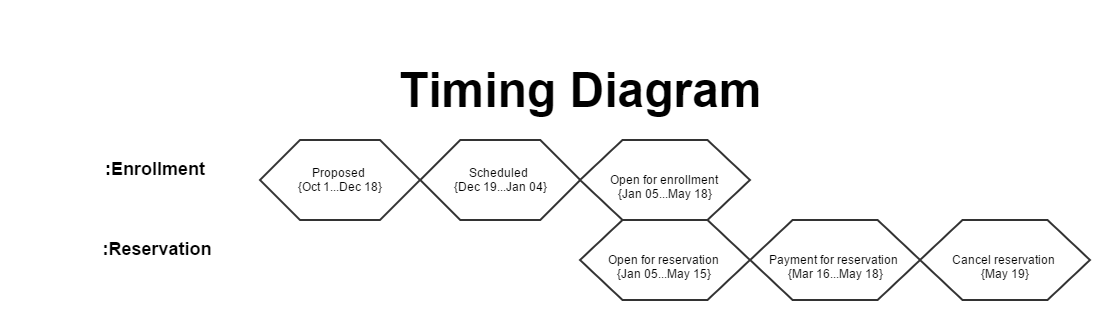 Timing Diagram
:Enrollment
Proposed
{Oct 1...Dec 18}
Scheduled
{Dec 19...Jan 04}
Open for enrollment
{Jan 05...May 18}
:Reservation
Open for reservation
{Jan 05...May 15}
Payment for reservation
{Mar 16...May 18}
Cancel reservation
{May 19}